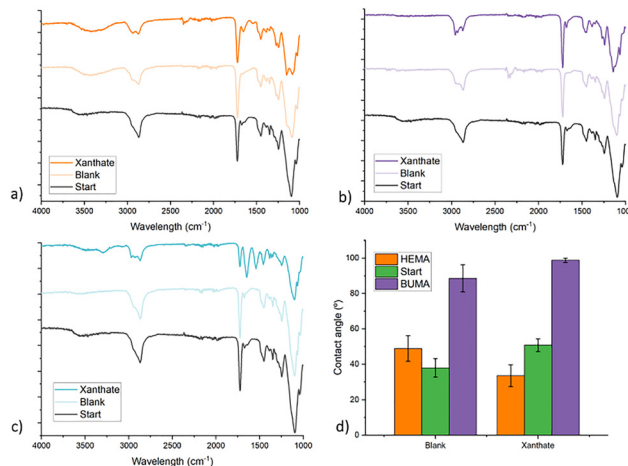 Xanthate
Blank
Start
4000 3500 3000 2500 2000 1500 1000
Wavelength (cm⁻¹)
a)
Xanthate
Blank
Start
4000 3500 3000 2500 2000 1500 100
Wavelength (cm⁻¹)
b)
Xanthate
Blank
Start
4000 3500 3000 2500 2000 1500 1000
Wavelength (cm⁻¹)
c)
HEMA
Start
BUMA
100
80
60
40
20
0
Contact angle (º)
Blank Xanthate
d)